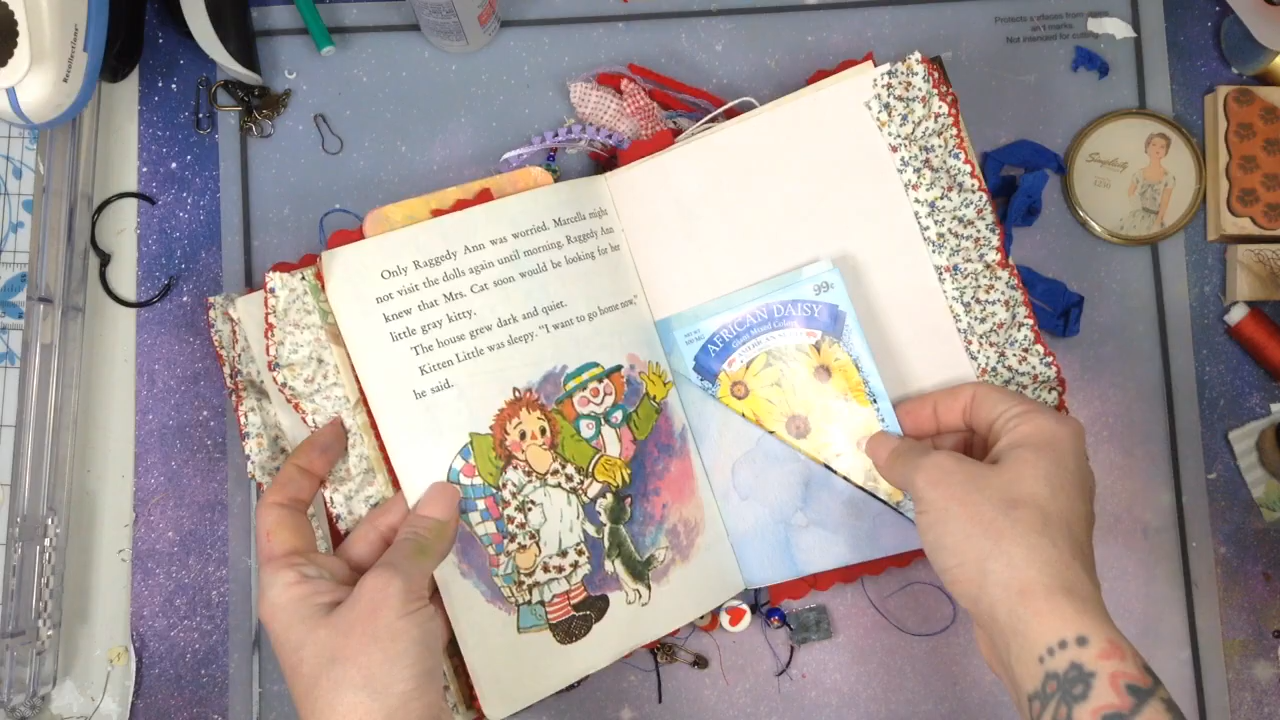 Recollections
Protects surfaces from
Not intended for cutting
Only Raggedy Ann was worried. Marcella might
not visit the dolls again until morning. Raggedy Ann
knew that Mrs. Cat soon would be looking for her
little gray kitty.
The house grew dark and quiet.
Kitten Little was sleepy. "I want to go home now,"
he said.
99¢
AFRICAN DAISY
Giant Mixed Colors
AMERICAN SEED
Simplicity